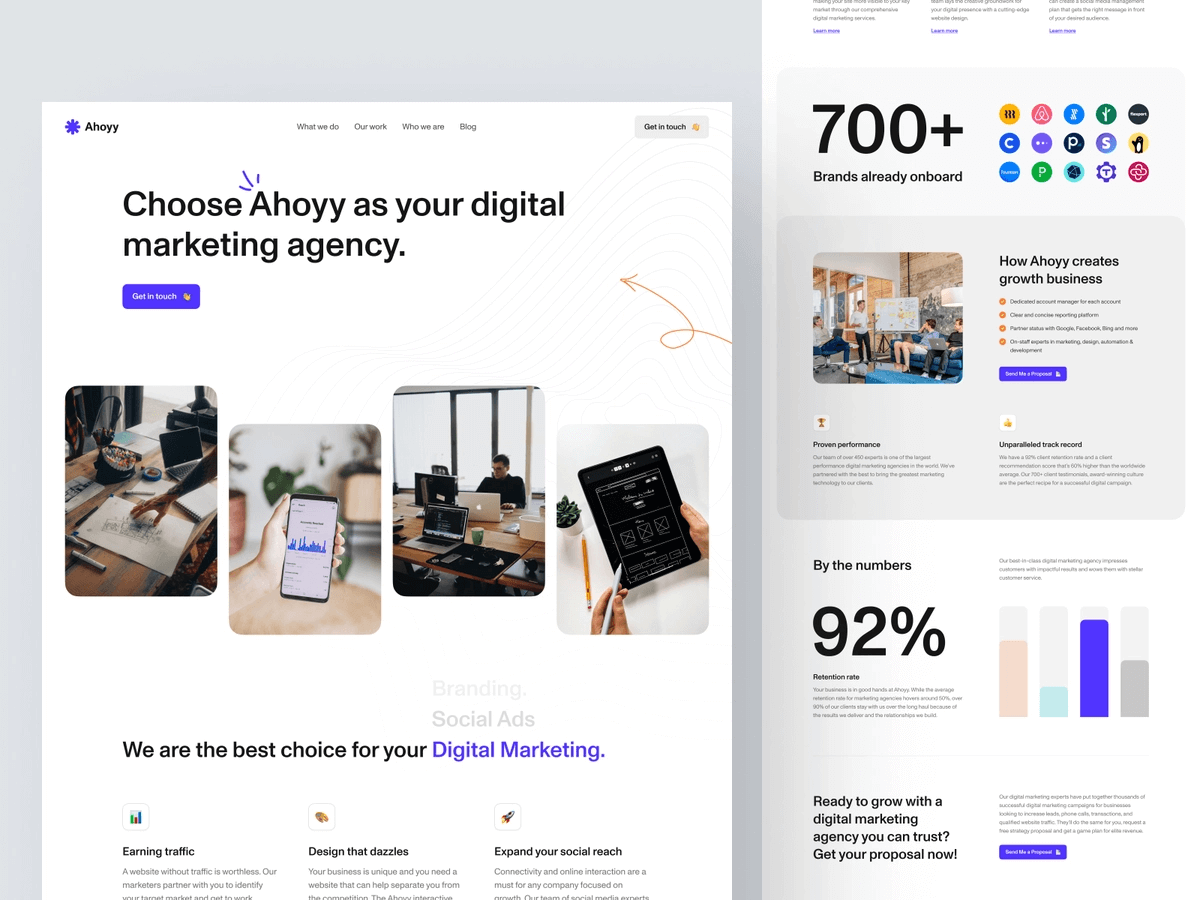 Ahoyy
What we do
Our work
Who we are
Blog
Get in touch
Choose Ahoyy as your digital
marketing agency.
Get in touch
Branding.
Social Ads
We are the best choice for your Digital Marketing.
Earning traffic
A website without traffic is worthless. Our
marketers partner with you to identify
your target market and get to work
Design that dazzles
Your business is unique and you need a
website that can help separate you from
the competition. The Ahoyy interactive
Expand your social reach
Connectivity and online interaction are a
must for any company focused on
growth. Our team of social media experts
making your site more visible to your key
market through our comprehensive
digital marketing services.
Learn more
team lays the creative groundwork for
your digital presence with a cutting-edge
website design.
Learn more
can create a social media management
plan that gets the right message in front
of your desired audience.
Learn more
700+
Brands already onboard
How Ahoyy creates
growth business
Dedicated account manager for each account
Clear and concise reporting platform
Partner status with Google, Facebook, Bing and more
On-staff experts in marketing, design, automation &
development
Send Me a Proposal
Proven performance
Our team of over 450 experts is one of the largest
performance digital marketing agencies in the world. We've
partnered with the best to bring the greatest marketing
technology to our clients.
Unparalleled track record
We have a 92% client retention rate and a client
recommendation score that's 60% higher than the worldwide
average. Our 700+ client testimonials, award-winning culture
are the perfect recipe for a successful digital campaign.
By the numbers
Our best-in-class digital marketing agency impresses
customers with impactful results and wows them with stellar
customer service.
92%
Retention rate
Your business is in good hands at Ahoyy. While the average
retention rate for marketing agencies hovers around 50%, over
90% of our clients stay with us over the long haul because of
the results we deliver and the relationships we build.
Ready to grow with a
digital marketing
agency you can trust?
Get your proposal now!
Our digital marketing experts have put together thousands of
successful digital marketing campaigns for businesses
looking to increase leads, phone calls, transactions, and
qualified website traffic. They'll do the same for you, request a
free strategy proposal and get a game plan for elite revenue.
Send Me a Proposal